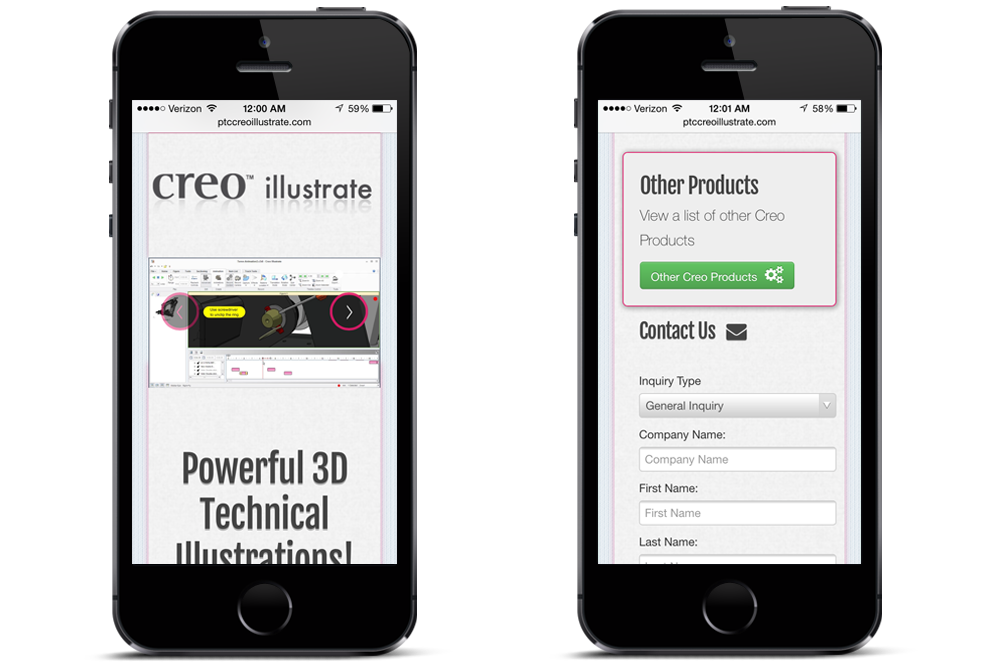 Verizon 12:00 AM 59%
ptccreoillustrate.com
creo™ illustrate
Use screwdriver
to unclip the ring
Powerful 3D
Technical
Illustrations!
Verizon 12:01 AM 58%
ptccreoillustrate.com
Other Products
View a list of other Creo
Products
Other Creo Products
Contact Us
Inquiry Type
General Inquiry
Company Name:
Company Name
First Name:
First Name
Last Name: